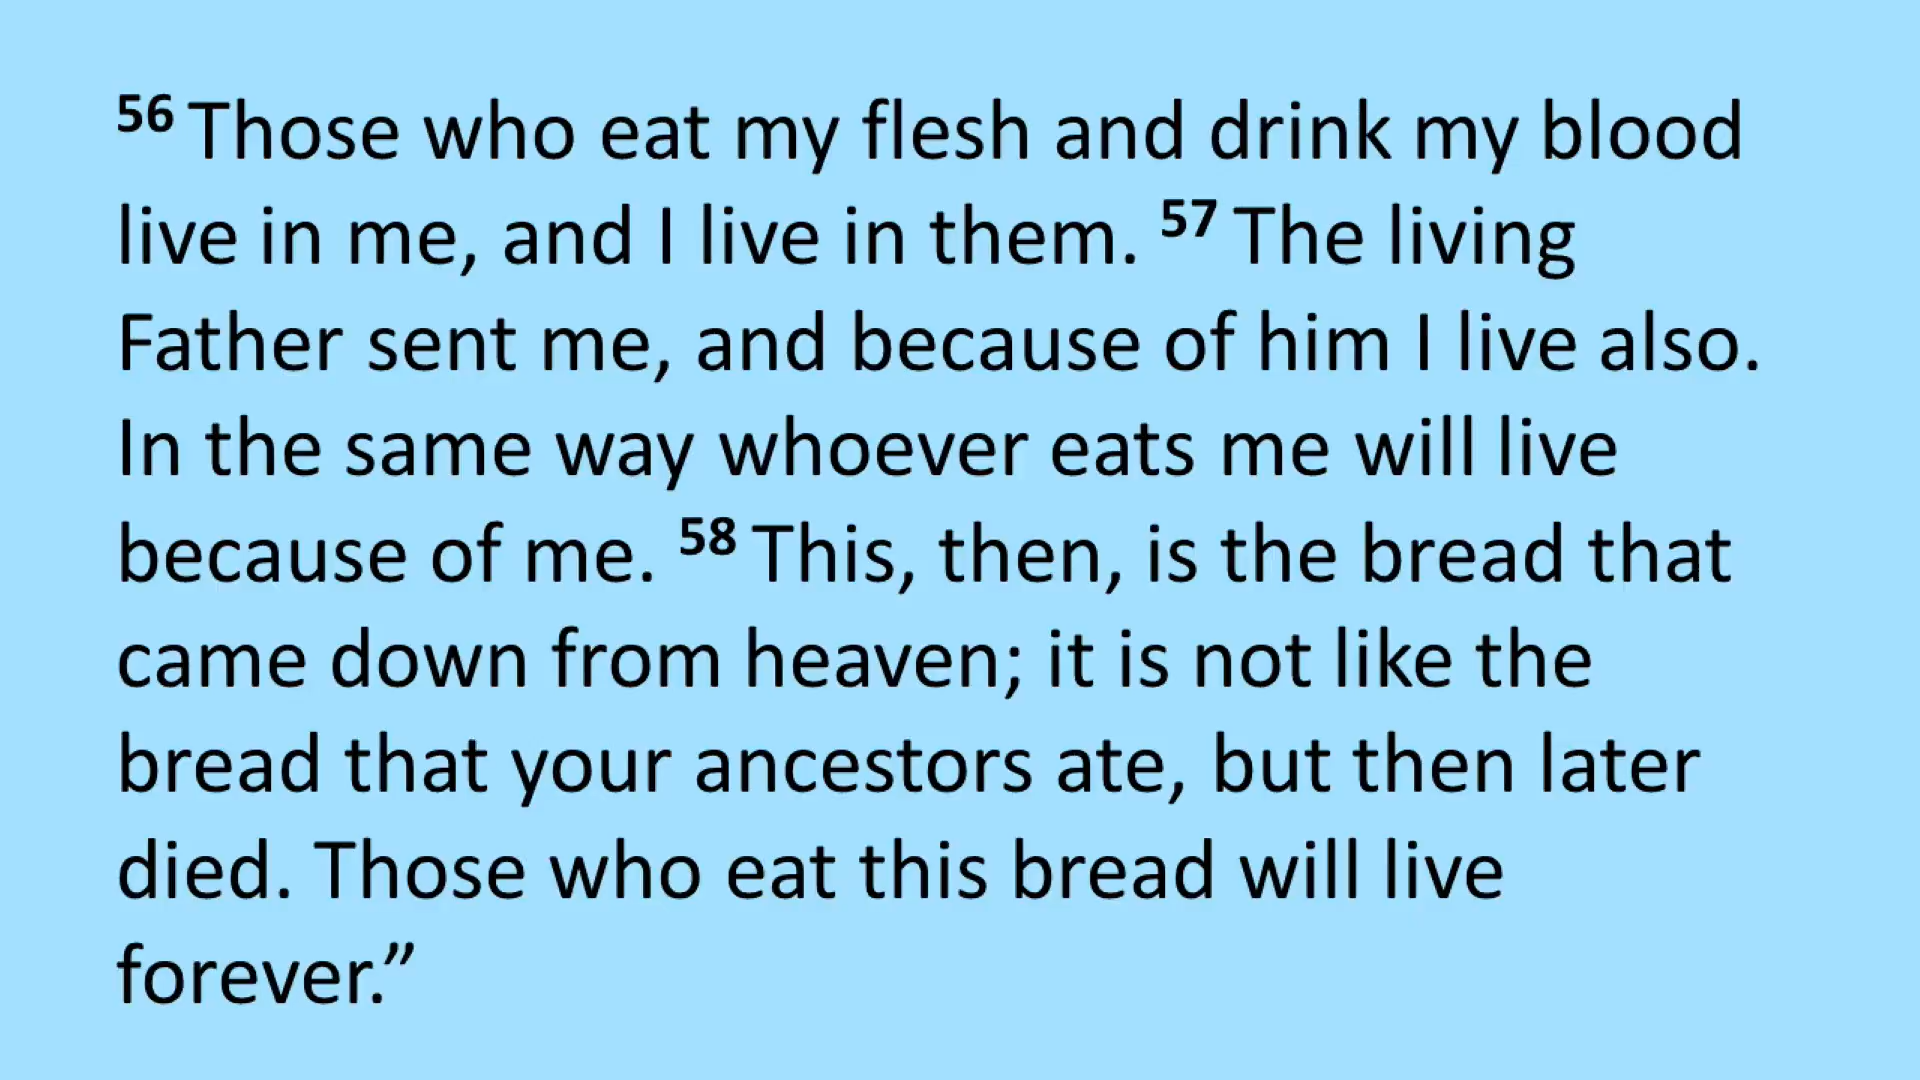 56 Those who eat my flesh and drink my blood
live in me, and I live in them. 57 The living
Father sent me, and because of him I live also.
In the same way whoever eats me will live
because of me. 58 This, then, is the bread that
came down from heaven; it is not like the
bread that your ancestors ate, but then later
died. Those who eat this bread will live
forever.”